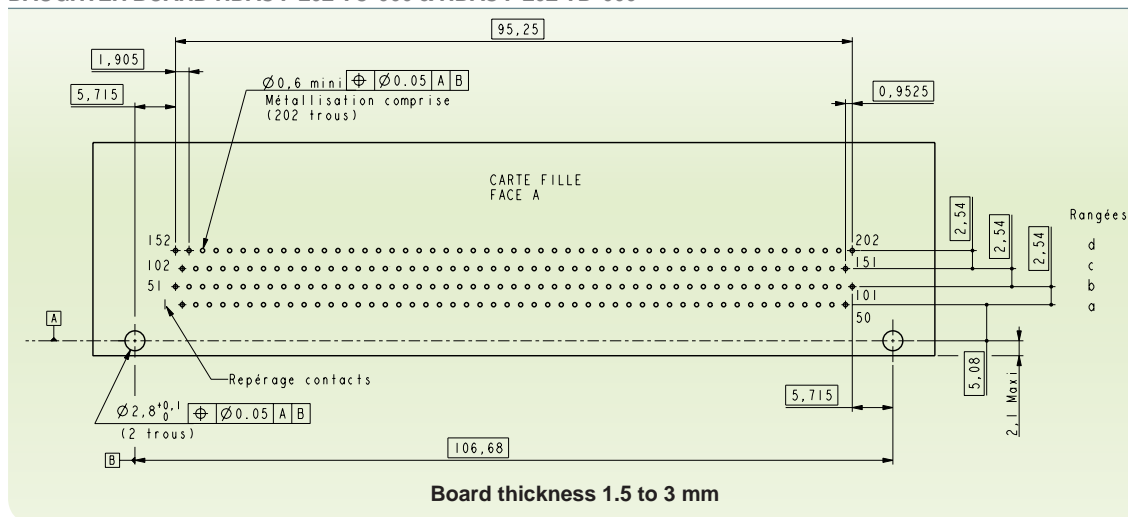 95,25
1,905
Ø0,6 mini ⌖ Ø0.05 A B
Métallisation comprise
(202 trous)
5,715
0,9525
CARTE FILLE
FACE A
Rangées
152
202
2,54
2,54
2,54
d
102
151
c
51
101
b
50
a
A
Repérage contacts
5,08
2,1 Maxi
5,715
Ø2,8 +0,1 0 ⌖ Ø0.05 A B
(2 trous)
106,68
B
Board thickness 1.5 to 3 mm